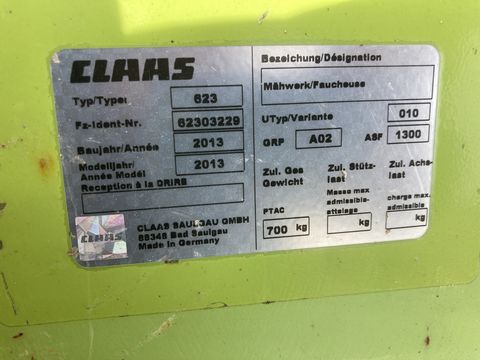 CLAAS
Typ/Type: 623
Fz-Ident-Nr. 62303229
Baujahr/Année 2013
Modelljahr/
Année Modél 2013
Reception à la DRIRE
CLAAS
CLAAS SAULGAU GMBH
88348 Bad Saulgau
Made in Germany
Bezeichung/Désignation
Mähwerk/Faucheuse
UTyp/Variante 010
GRP A02 ASF 1300
Zul. Ges Gewicht
Zul. Stütz-last
Zul. Achs-last
PTAC
Masse max admissible attelage
charge max. admissible
700 kg kg kg